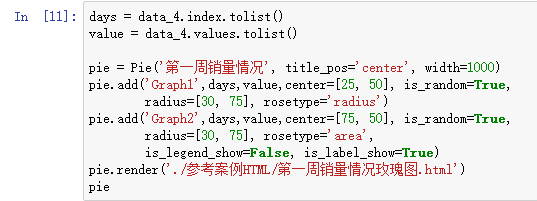 In [11]: days = data_4.index.tolist()
value = data_4.values.tolist()
pie = Pie('第一周销量情况', title_pos='center', width=1000)
pie.add('Graph1',days,value,center=[25, 50], is_random=True,
radius=[30, 75], rosetype='radius')
pie.add('Graph2',days,value,center=[75, 50], is_random=True,
radius=[30, 75], rosetype='area',
is_legend_show=False, is_label_show=True)
pie.render('./参考案例HTML/第一周销量情况玫瑰图.html')
pie